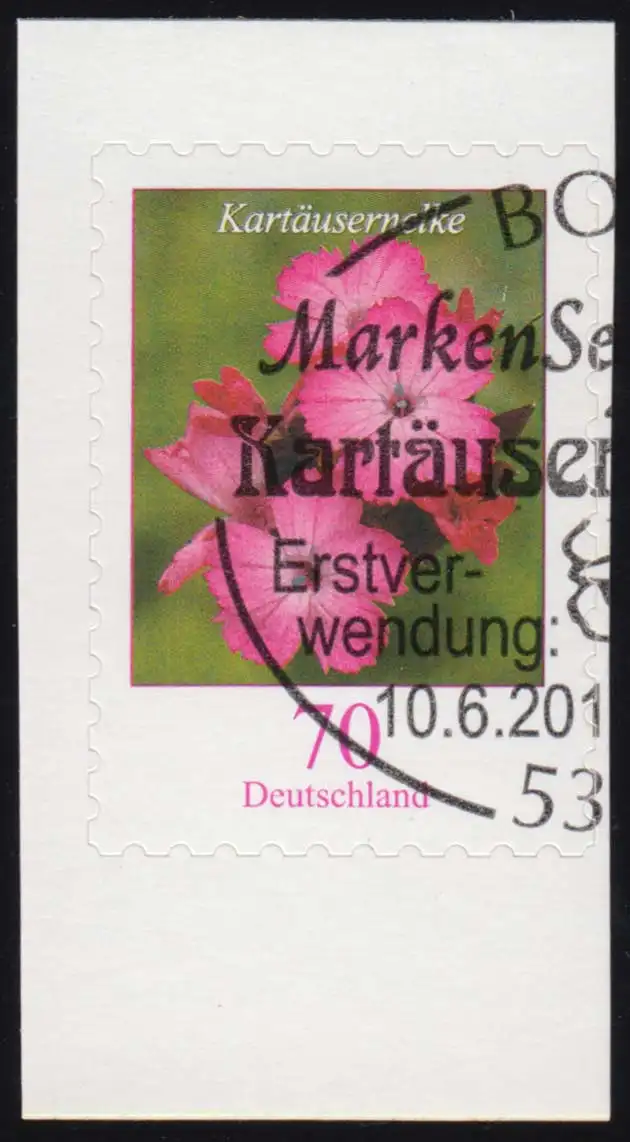 Kartäusernelke
BO
MarkenSe
Kartäuser
Erstver-
wendung:
10.6.201
70
Deutschland
53